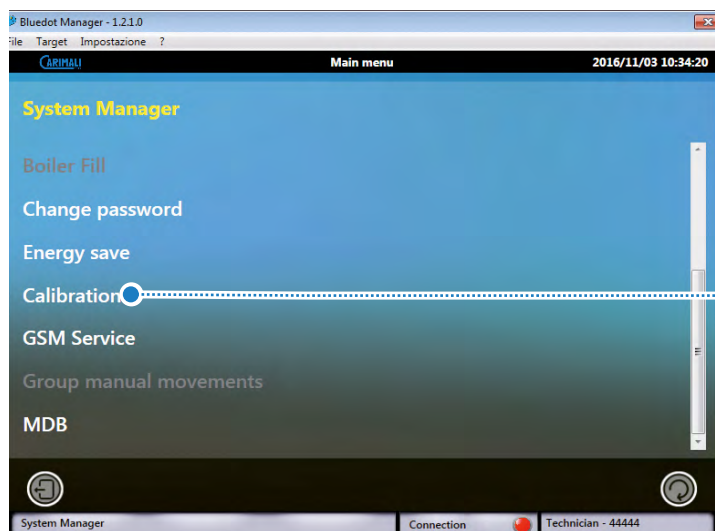 Bluedot Manager - 1.2.1.0
File Target Impostazione ?
CARIMALI Main menu 2016/11/03 10:34:20
System Manager
Boiler Fill
Change password
Energy save
Calibration
GSM Service
Group manual movements
MDB
System Manager Connection Technician - 44444